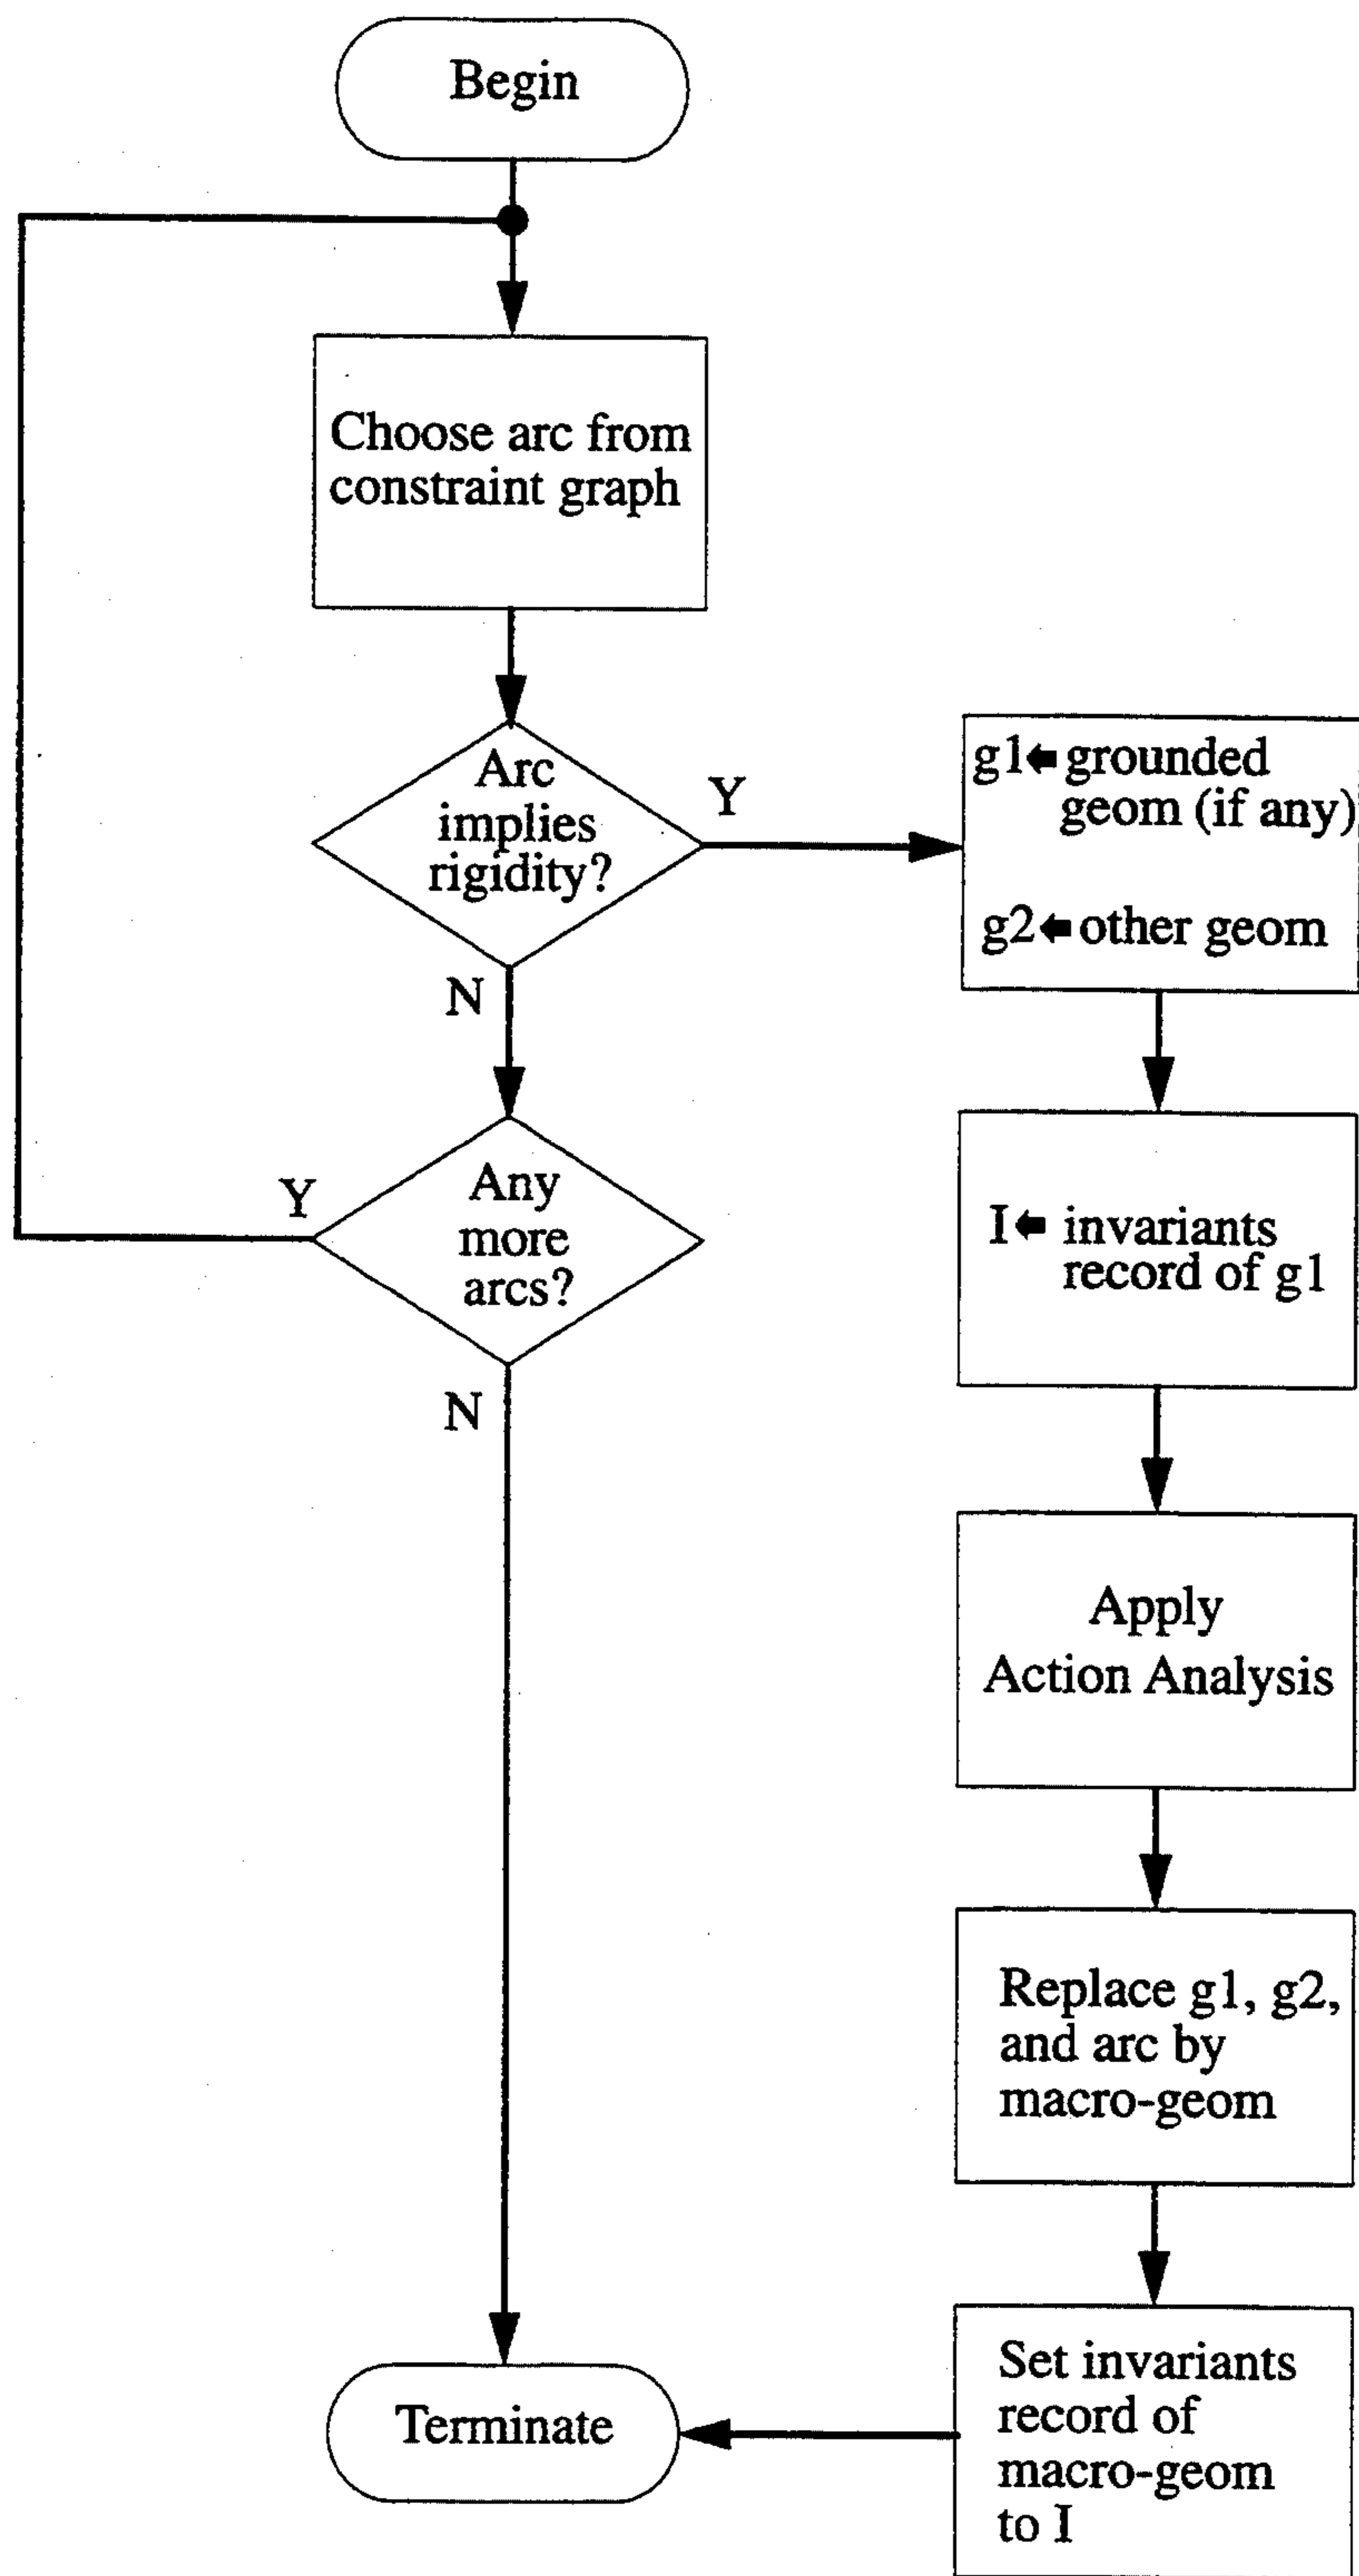 Begin
Choose arc from
constraint graph
Arc
implies
rigidity?
Y
N
g1← grounded
geom (if any)
g2← other geom
Any
more
arcs?
Y
N
I← invariants
record of g1
Apply
Action Analysis
Replace g1, g2,
and arc by
macro-geom
Set invariants
record of
macro-geom
to I
Terminate